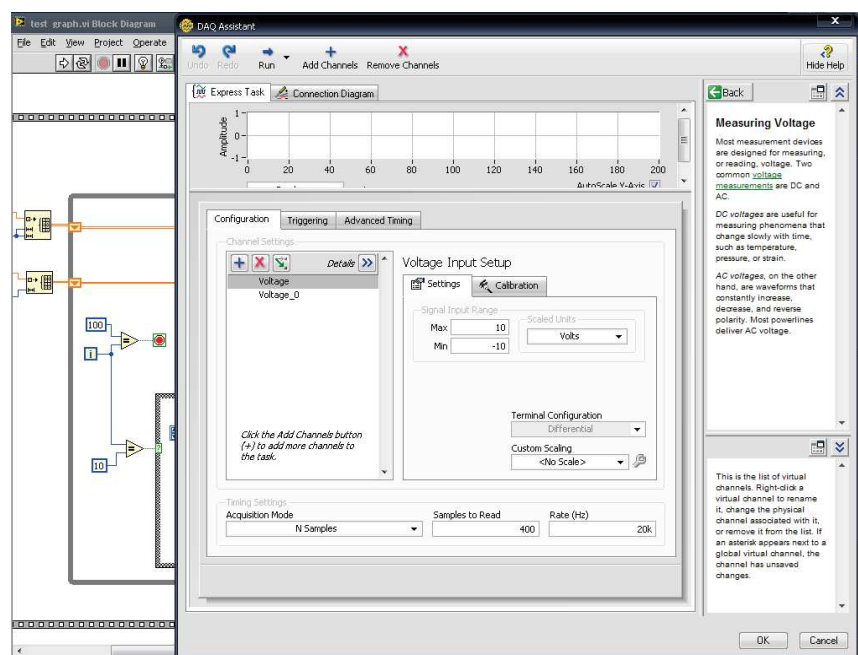 test_graph.vi Block Diagram
File Edit View Project Operate
100
i
10
?
DAQ Assistant
X
Undo Redo Run Add Channels Remove Channels Hide Help
Express Task Connection Diagram
Amplitude
1
0
-1
0 20 40 60 80 100 120 140 160 180 200
AutoScale Y-Axis
Configuration Triggering Advanced Timing
Channel Settings
Details
Voltage
Voltage_0
Click the Add Channels button
(+) to add more channels to
the task.
Voltage Input Setup
Settings Calibration
Signal Input Range
Max 10
Min -10
Scaled Units
Volts
Terminal Configuration
Differential
Custom Scaling
<No Scale>
Timing Settings
Acquisition Mode Samples to Read Rate (Hz)
N Samples 400 20k
Back
Measuring Voltage
Most measurement devices
are designed for measuring,
or reading, voltage. Two
common voltage
measurements are DC and
AC.
DC voltages are useful for
measuring phenomena that
change slowly with time,
such as temperature,
pressure, or strain.
AC voltages, on the other
hand, are waveforms that
constantly increase,
decrease, and reverse
polarity. Most powerlines
deliver AC voltage.
This is the list of virtual
channels. Right-click a
virtual channel to rename
it, change the physical
channel associated with it,
or remove it from the list. If
an asterisk appears next to a
global virtual channel, the
channel has unsaved
changes.
OK Cancel